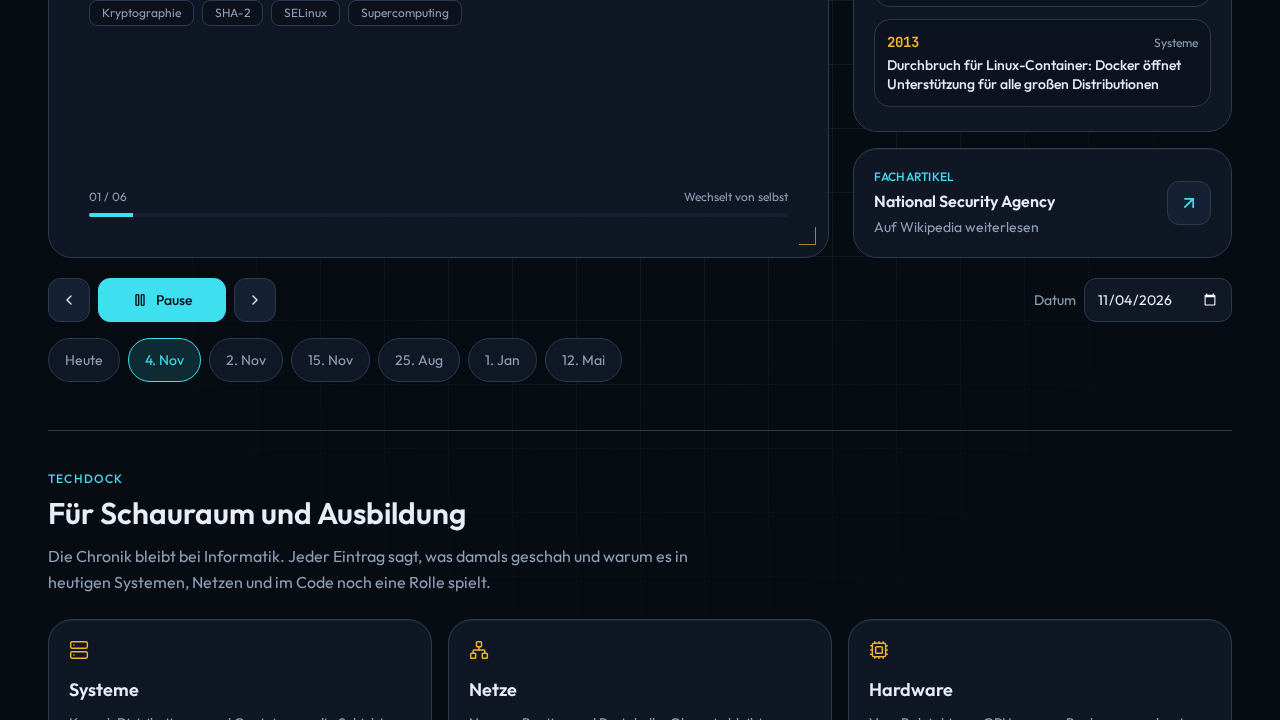 Kryptographie SHA-2 SELinux Supercomputing
01 / 06 Wechselt von selbst
2013 Systeme
Durchbruch für Linux-Container: Docker öffnet
Unterstützung für alle großen Distributionen
FACHARTIKEL
National Security Agency
Auf Wikipedia weiterlesen
Pause
Datum 11/04/2026
Heute 4. Nov 2. Nov 15. Nov 25. Aug 1. Jan 12. Mai
TECHDOCK
Für Schauraum und Ausbildung
Die Chronik bleibt bei Informatik. Jeder Eintrag sagt, was damals geschah und warum es in
heutigen Systemen, Netzen und im Code noch eine Rolle spielt.
Systeme
Netze
Hardware